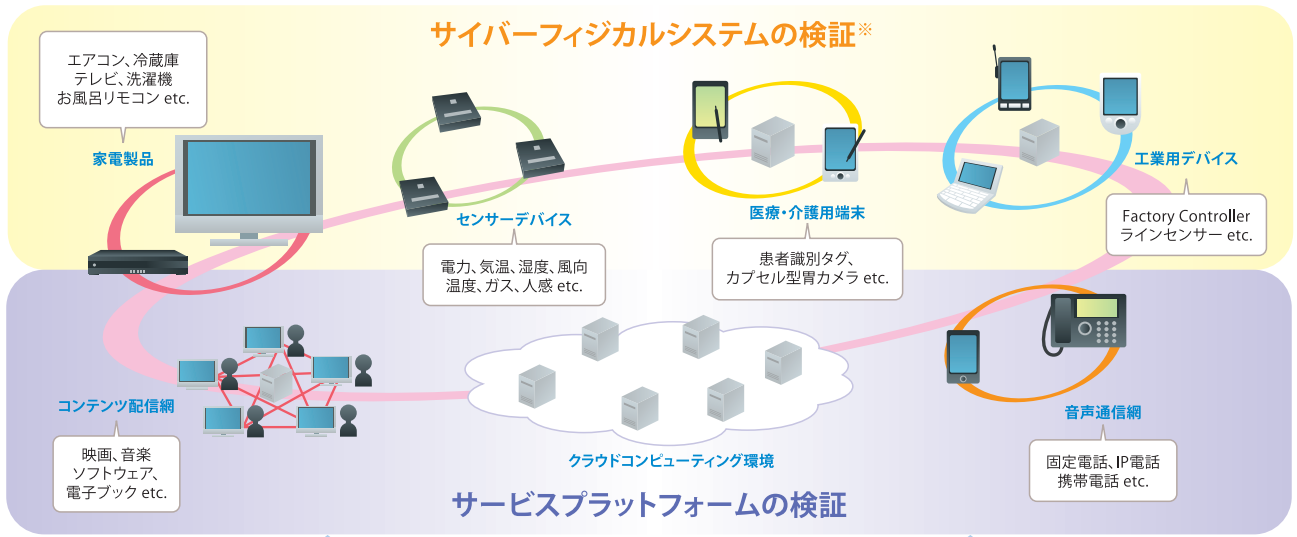 サイバーフィジカルシステムの検証※
エアコン、冷蔵庫
テレビ、洗濯機
お風呂リモコン etc.
家電製品
センサーデバイス
電力、気温、湿度、風向
温度、ガス、人感 etc.
医療・介護用端末
患者識別タグ、
カプセル型胃カメラ etc.
工業用デバイス
Factory Controller
ラインセンサー etc.
コンテンツ配信網
映画、音楽
ソフトウェア、
電子ブック etc.
クラウドコンピューティング環境
音声通信網
固定電話、IP電話
携帯電話 etc.
サービスプラットフォームの検証